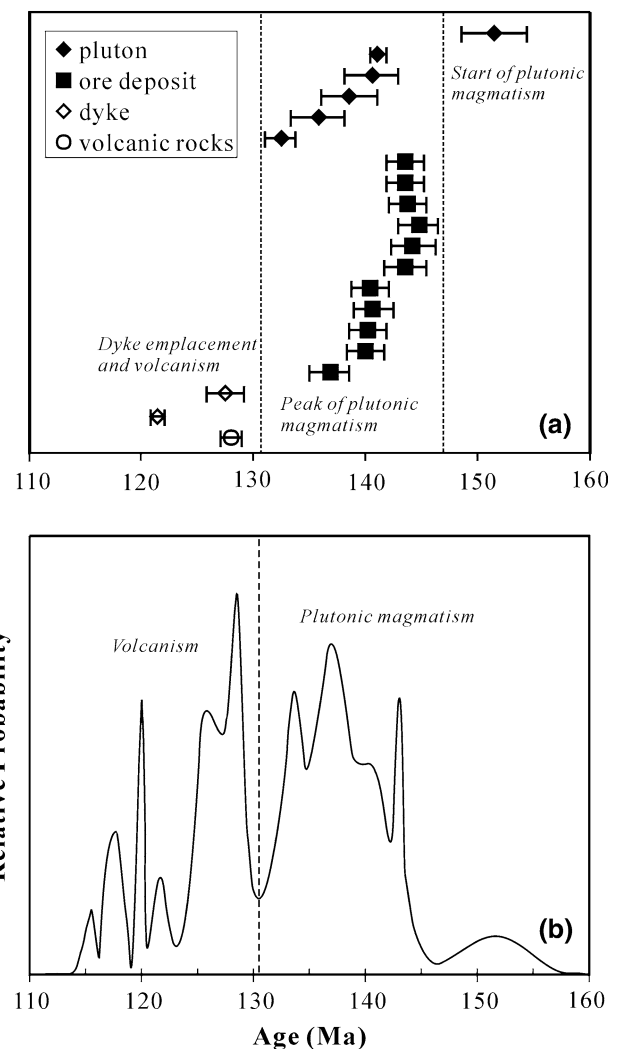 pluton
ore deposit
dyke
volcanic rocks
Start of plutonic
magmatism
Dyke emplacement
and volcanism
Peak of plutonic
magmatism
(a)
110 120 130 140 150 160
Relative Probability
Volcanism
Plutonic magmatism
(b)
110 120 130 140 150 160
Age (Ma)